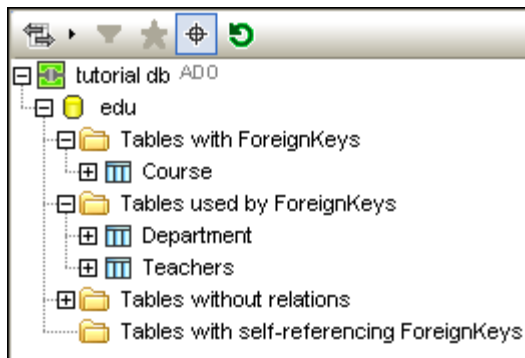 tutorial db ADO
edu
Tables with ForeignKeys
Course
Tables used by ForeignKeys
Department
Teachers
Tables without relations
Tables with self-referencing ForeignKeys